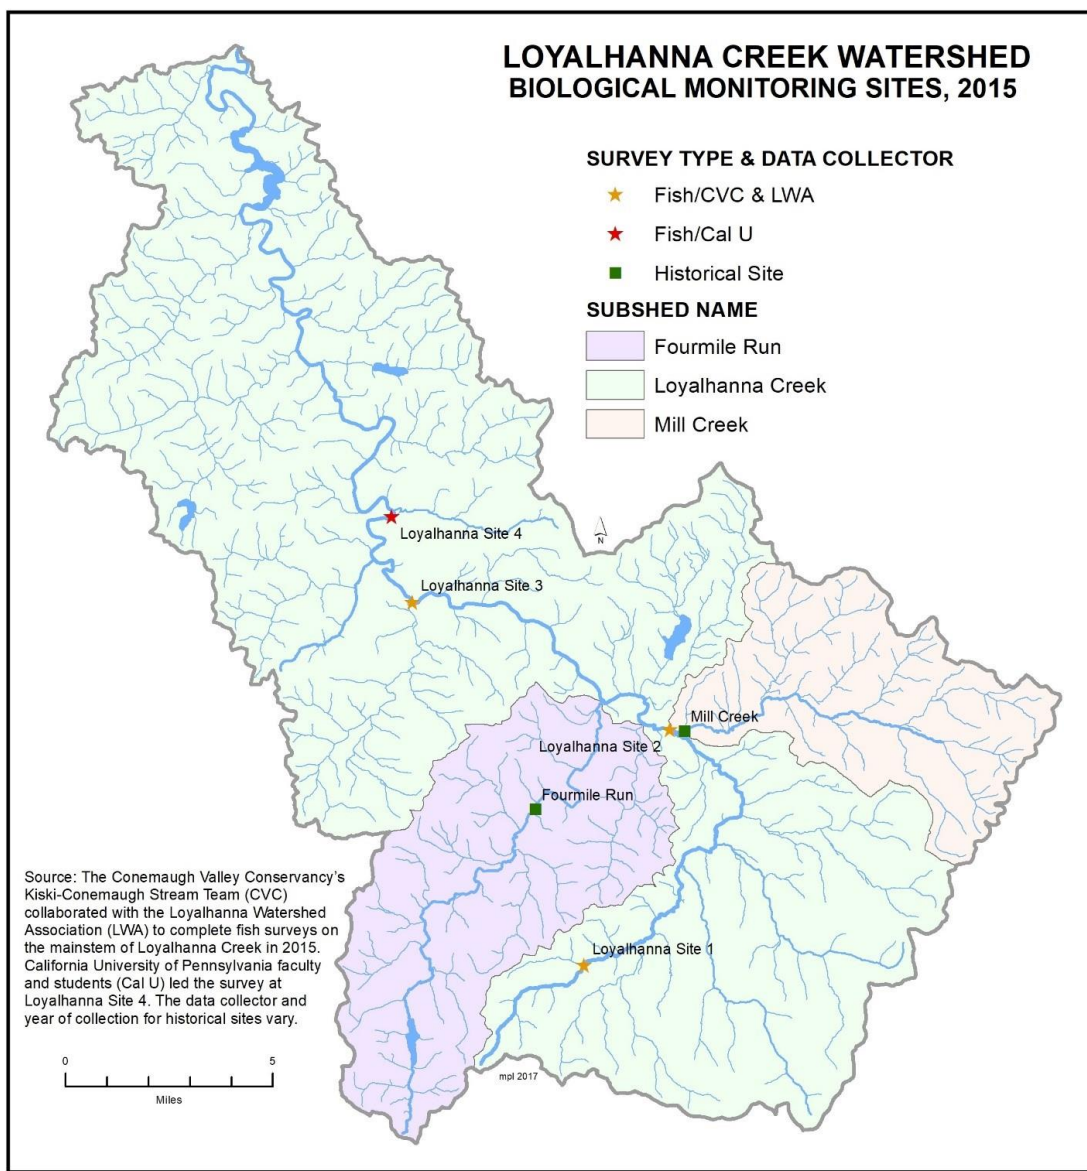 LOYALHANNA CREEK WATERSHED
BIOLOGICAL MONITORING SITES, 2015
SURVEY TYPE & DATA COLLECTOR
Fish/CVC & LWA
Fish/Cal U
Historical Site
SUBSHED NAME
Fourmile Run
Loyalhanna Creek
Mill Creek
N
Loyalhanna Site 4
Loyalhanna Site 3
Mill Creek
Loyalhanna Site 2
Fourmile Run
Loyalhanna Site 1
Source: The Conemaugh Valley Conservancy's
Kiski-Conemaugh Stream Team (CVC)
collaborated with the Loyalhanna Watershed
Association (LWA) to complete fish surveys on
the mainstem of Loyalhanna Creek in 2015.
California University of Pennsylvania faculty
and students (Cal U) led the survey at
Loyalhanna Site 4. The data collector and
year of collection for historical sites vary.
0 5
Miles
mpl 2017